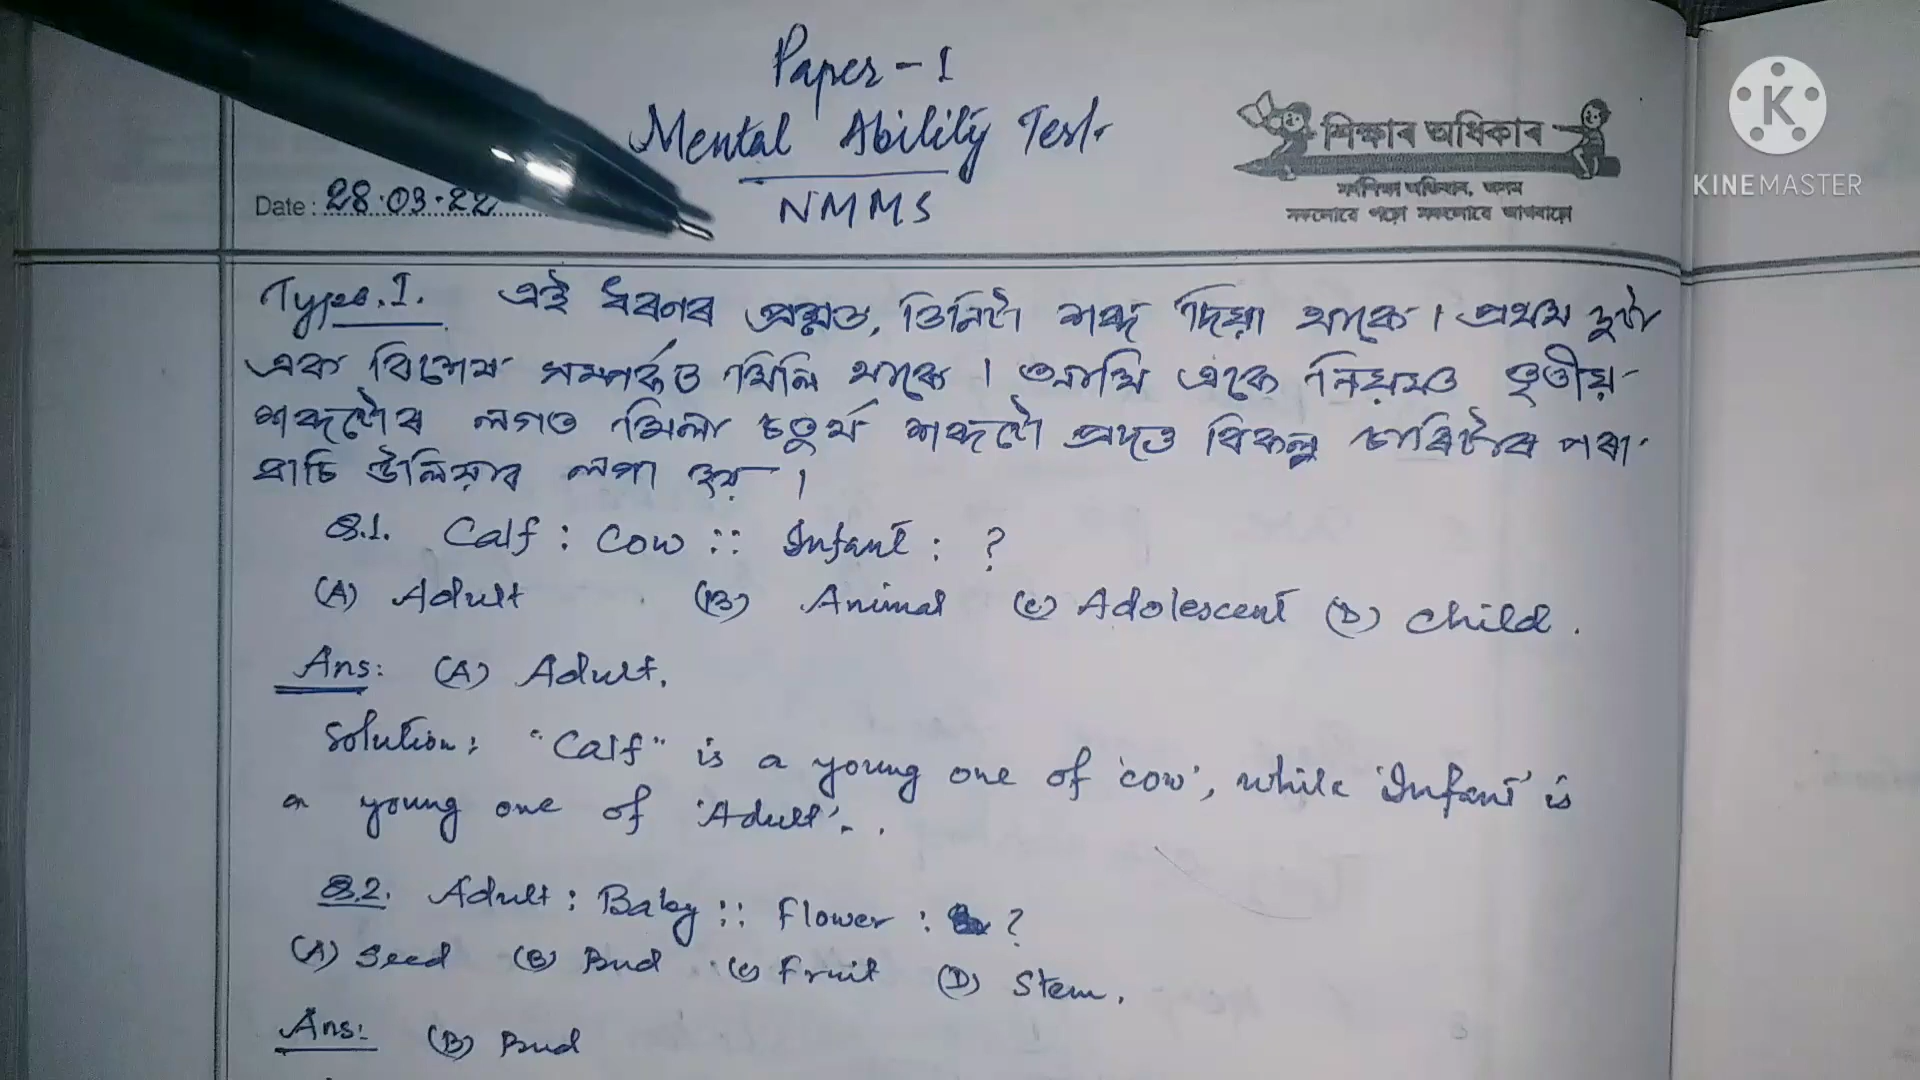 Paper - I
Mental Ability Test.
NMMS
Date: 28.03.22
শিক্ষাৰ অধিকাৰ
KINEMASTER
Type.I. এই ধৰণৰ প্ৰশ্নত, তিনিটা শব্দ দিয়া থাকে। প্ৰথম দুটা
এক বিশেষ সম্পৰ্কত মিলি থাকে। একে নিয়মত তৃতীয়
শব্দটোৰ লগত মিলা চতুৰ্থ শব্দটো প্ৰদত্ত বিকল্প চাৰিটাৰ পৰা
বাচি উলিয়াব লগা হয়।
Q.1. Calf : Cow :: Infant : ?
(A) Adult (B) Animal (C) Adolescent (D) Child.
Ans: (A) Adult.
Solution: "Calf" is a young one of 'cow', while 'Infant' is
a young one of 'Adult'.
Q.2. Adult : Baby :: Flower : ?
(A) Seed (B) Bud (C) Fruit (D) Stem.
Ans: (B) Bud